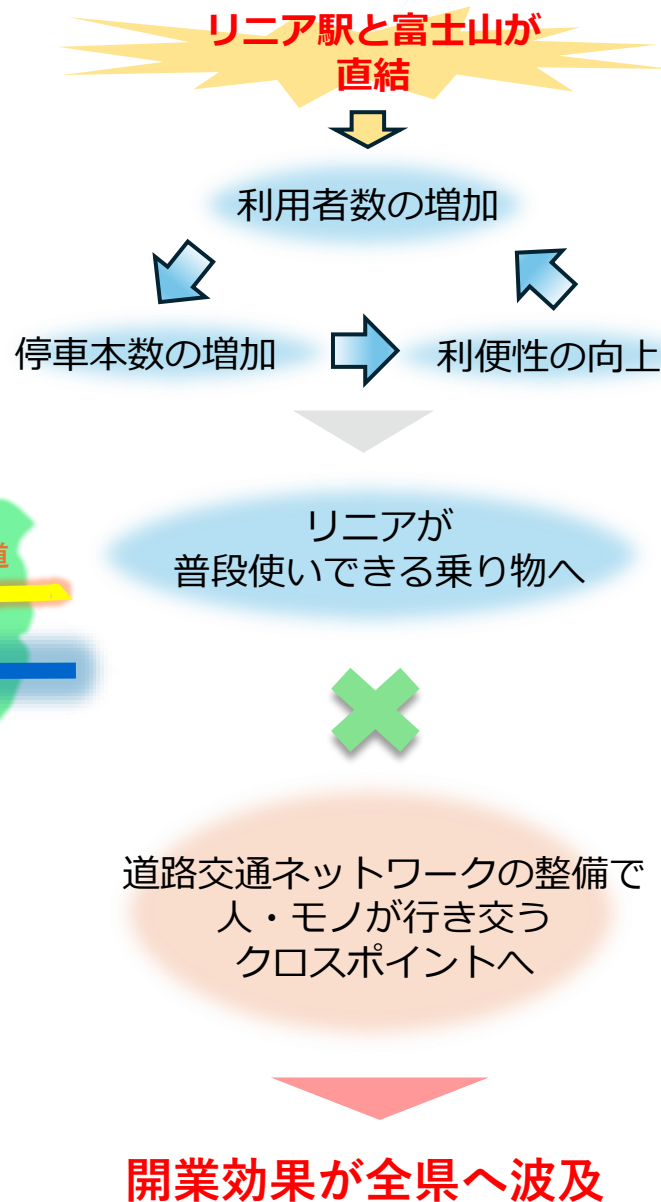 リニア駅と富士山が
直結
利用者数の増加
停車本数の増加
利便性の向上
リニアが
普段使いできる乗り物へ
道
道路交通ネットワークの整備で
人・モノが行き交う
クロスポイントへ
開業効果が全県へ波及